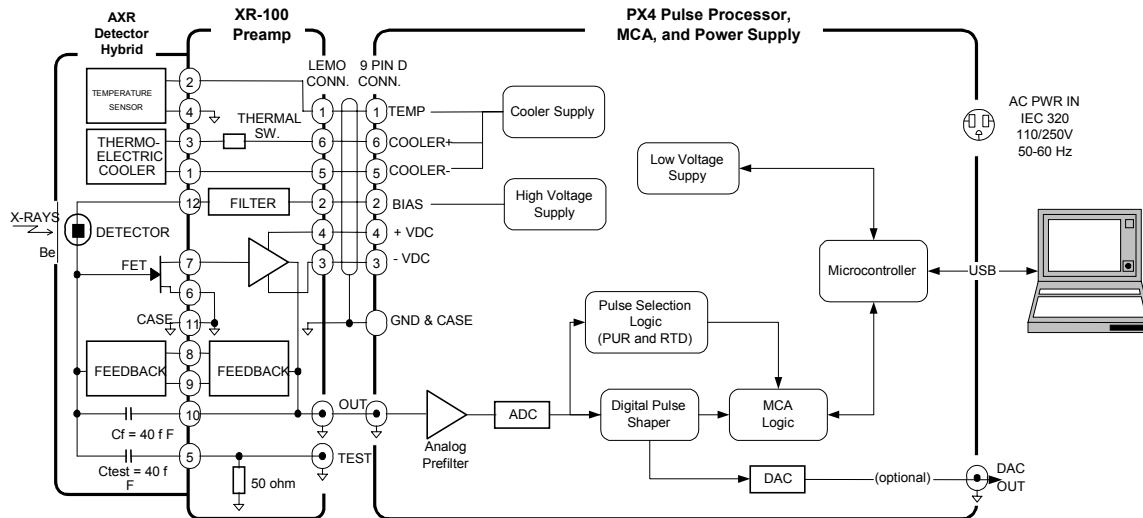 AXR
Detector
Hybrid
XR-100
Preamp
PX4 Pulse Processor,
MCA, and Power Supply
LEMO
CONN.
9 PIN D
CONN.
TEMPERATURE
SENSOR
2
4
THERMAL
SW.
1
1
TEMP
Cooler Supply
THERMO-
ELECTRIC
COOLER
3
1
6
6
COOLER+
5
5
COOLER-
12
FILTER
2
2
BIAS
High Voltage
Supply
Low Voltage
Suppy
AC PWR IN
IEC 320
110/250V
50-60 Hz
X-RAYS
Be
DETECTOR
4
4
+ VDC
3
3
- VDC
FET
7
6
CASE
11
GND & CASE
Microcontroller
USB
Pulse Selection
Logic
(PUR and RTD)
FEEDBACK
8
9
FEEDBACK
10
Cf = 40 f F
OUT
Analog
Prefilter
ADC
Digital Pulse
Shaper
MCA
Logic
5
Ctest = 40 f
F
50 ohm
TEST
DAC
(optional)
DAC
OUT